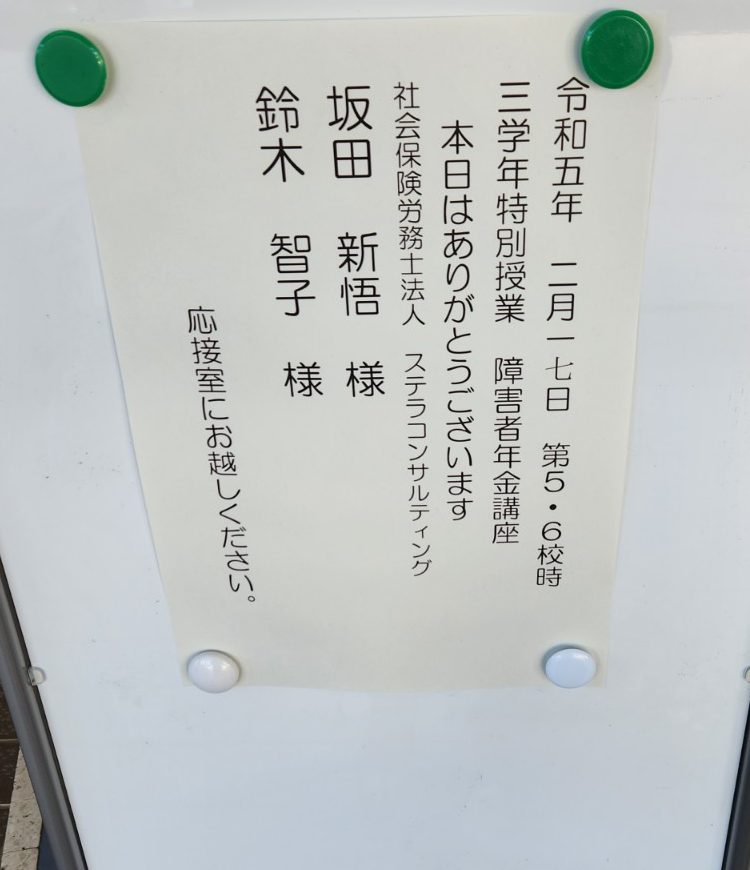 令和五年　二月一七日　第５・６校時
三学年特別授業　障害者年金講座
本日はありがとうございます
社会保険労務士法人　ステラコンサルティング
坂田　新悟　様
鈴木　智子　様
応接室にお越しください。